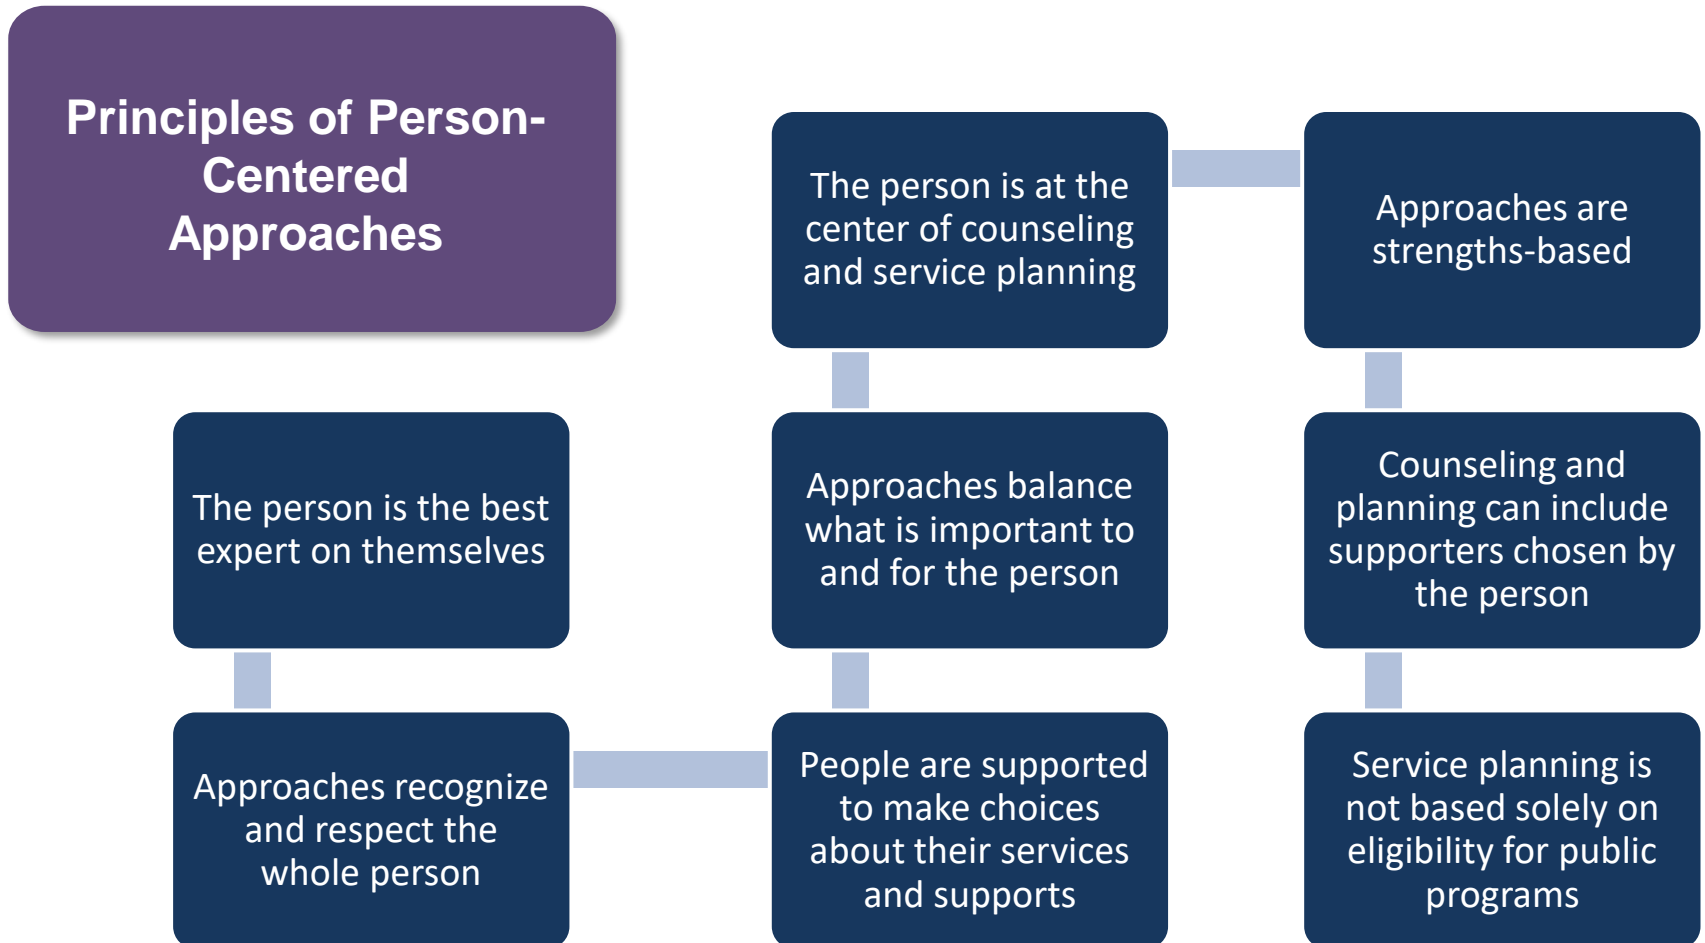 Principles of Person-
Centered
Approaches
The person is the best
expert on themselves
Approaches recognize
and respect the
whole person
People are supported
to make choices
about their services
and supports
Approaches balance
what is important to
and for the person
The person is at the
center of counseling
and service planning
Approaches are
strengths-based
Counseling and
planning can include
supporters chosen by
the person
Service planning is
not based solely on
eligibility for public
programs